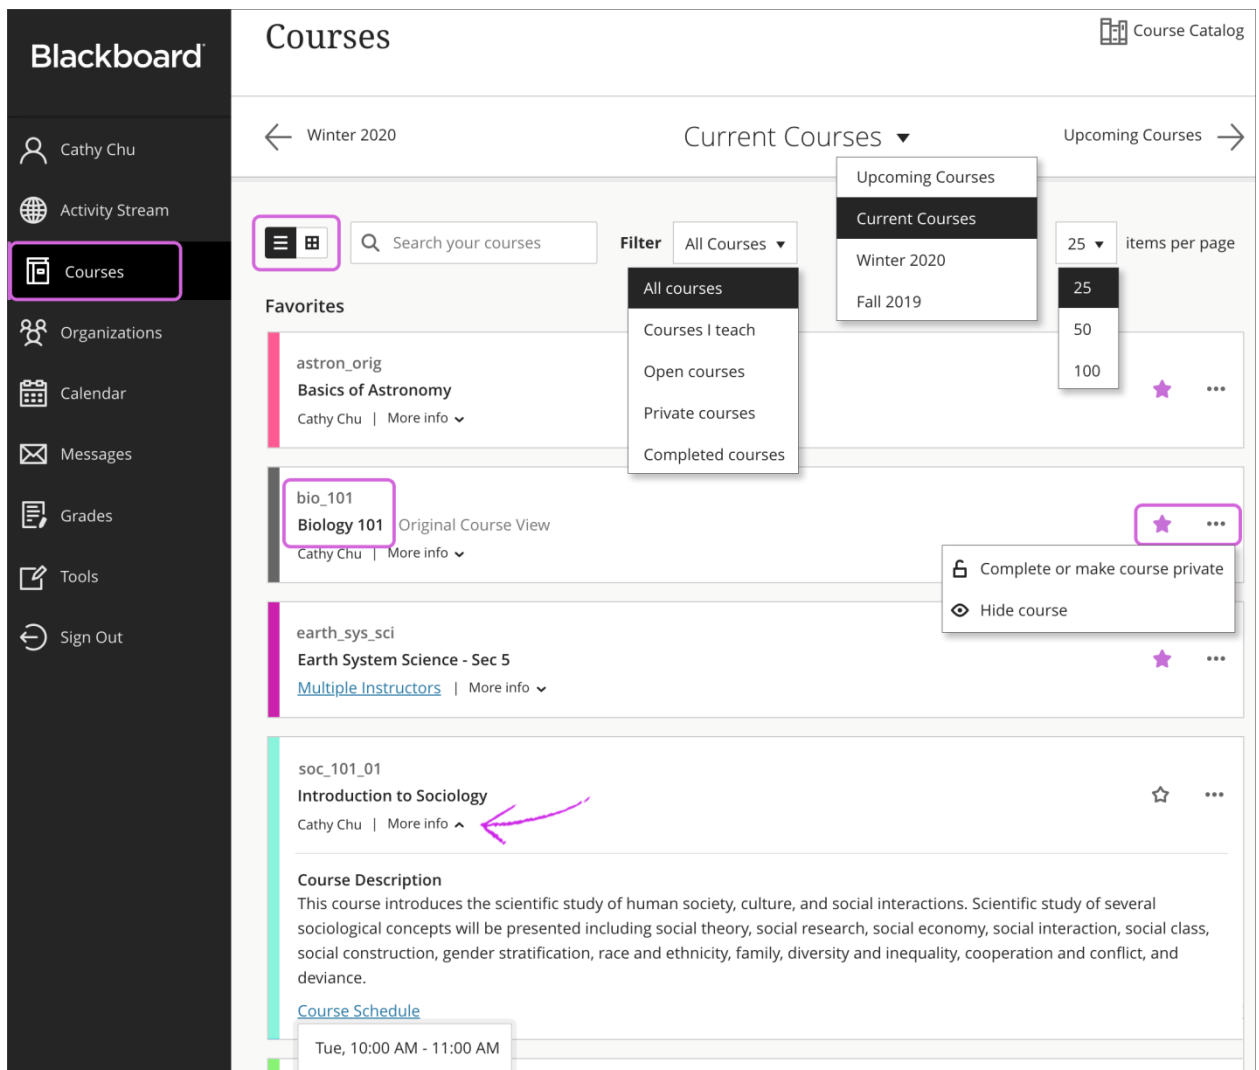 Blackboard
Cathy Chu
Activity Stream
Courses
Organizations
Calendar
Messages
Grades
Tools
Sign Out
Courses
Course Catalog
Winter 2020
Current Courses
Upcoming Courses
Upcoming Courses
Current Courses
Winter 2020
Fall 2019
Search your courses
Filter
All Courses
All courses
Courses I teach
Open courses
Private courses
Completed courses
25
items per page
25
50
100
Favorites
astron_orig
Basics of Astronomy
Cathy Chu | More info
bio_101
Biology 101 Original Course View
Cathy Chu | More info
Complete or make course private
Hide course
earth_sys_sci
Earth System Science - Sec 5
Multiple Instructors | More info
soc_101_01
Introduction to Sociology
Cathy Chu | More info
Course Description
This course introduces the scientific study of human society, culture, and social interactions. Scientific study of several
sociological concepts will be presented including social theory, social research, social economy, social interaction, social class,
social construction, gender stratification, race and ethnicity, family, diversity and inequality, cooperation and conflict, and
deviance.
Course Schedule
Tue, 10:00 AM - 11:00 AM